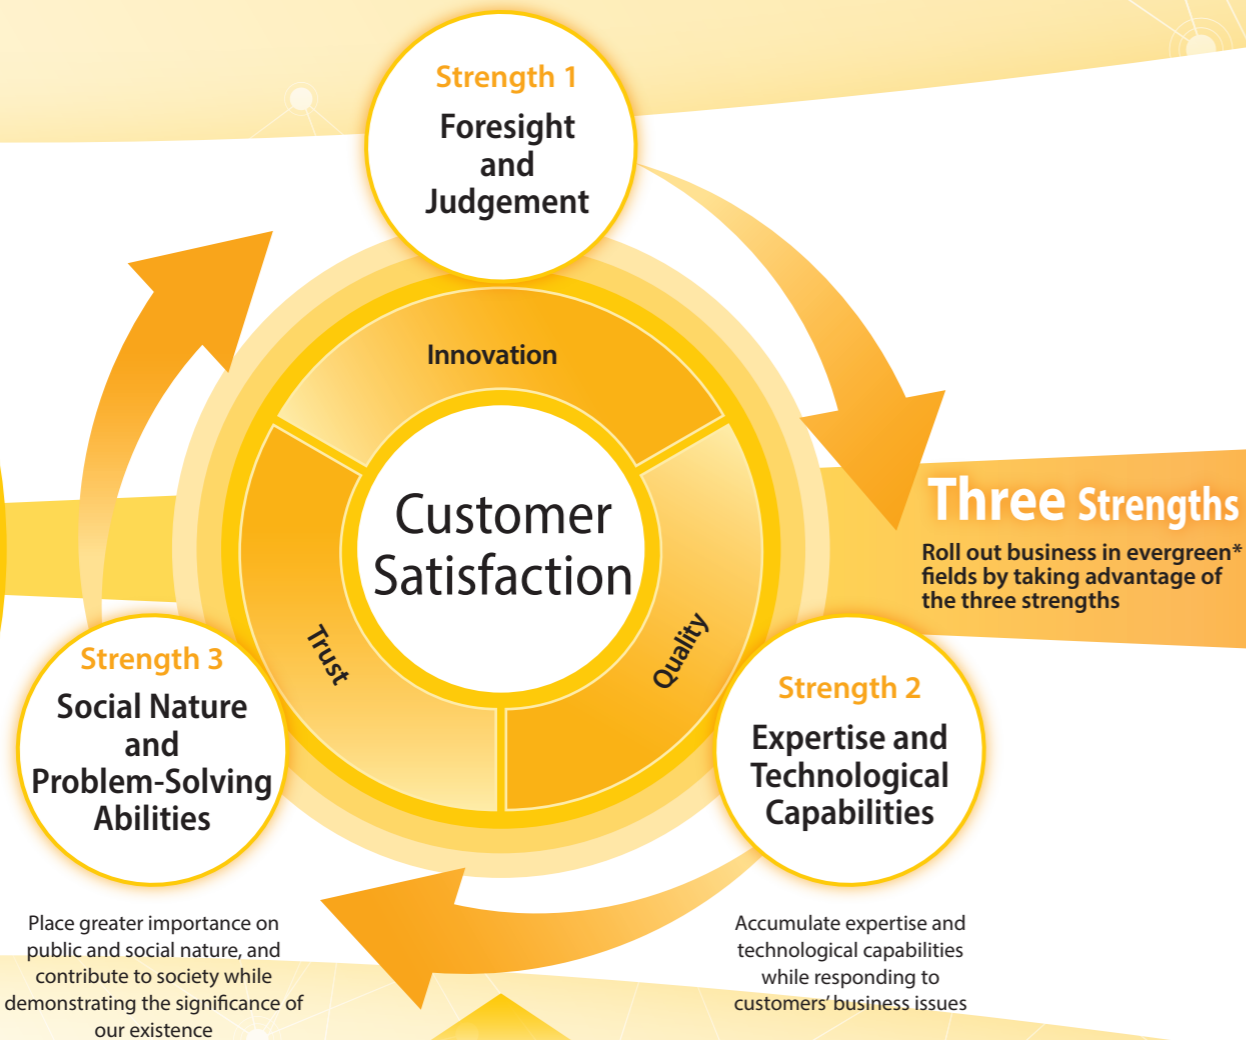 Strength 1
Foresight
and
Judgement
Innovation
Customer
Satisfaction
Trust
Quality
Three Strengths
Roll out business in evergreen*
fields by taking advantage of
the three strengths
Strength 3
Social Nature
and
Problem-Solving
Abilities
Strength 2
Expertise and
Technological
Capabilities
Place greater importance on
public and social nature, and
contribute to society while
demonstrating the significance of
our existence
Accumulate expertise and
technological capabilities
while responding to
customers' business issues